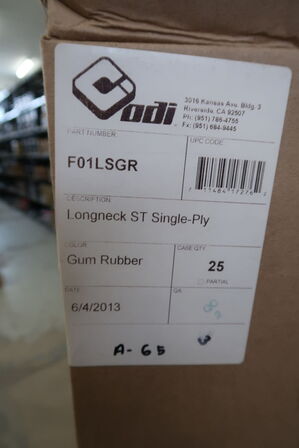 odi
3016 Kansas Ave. Bldg. 3
Riverside, CA 92507
Ph: (951) 786-4755
Fx: (951) 684-9445
PART NUMBER
UPC CODE
F01LSGR
DESCRIPTION
Longneck ST Single-Ply
COLOR
CASE QTY
Gum Rubber
25
PARTIAL
DATE
QA
6/4/2013
A-65